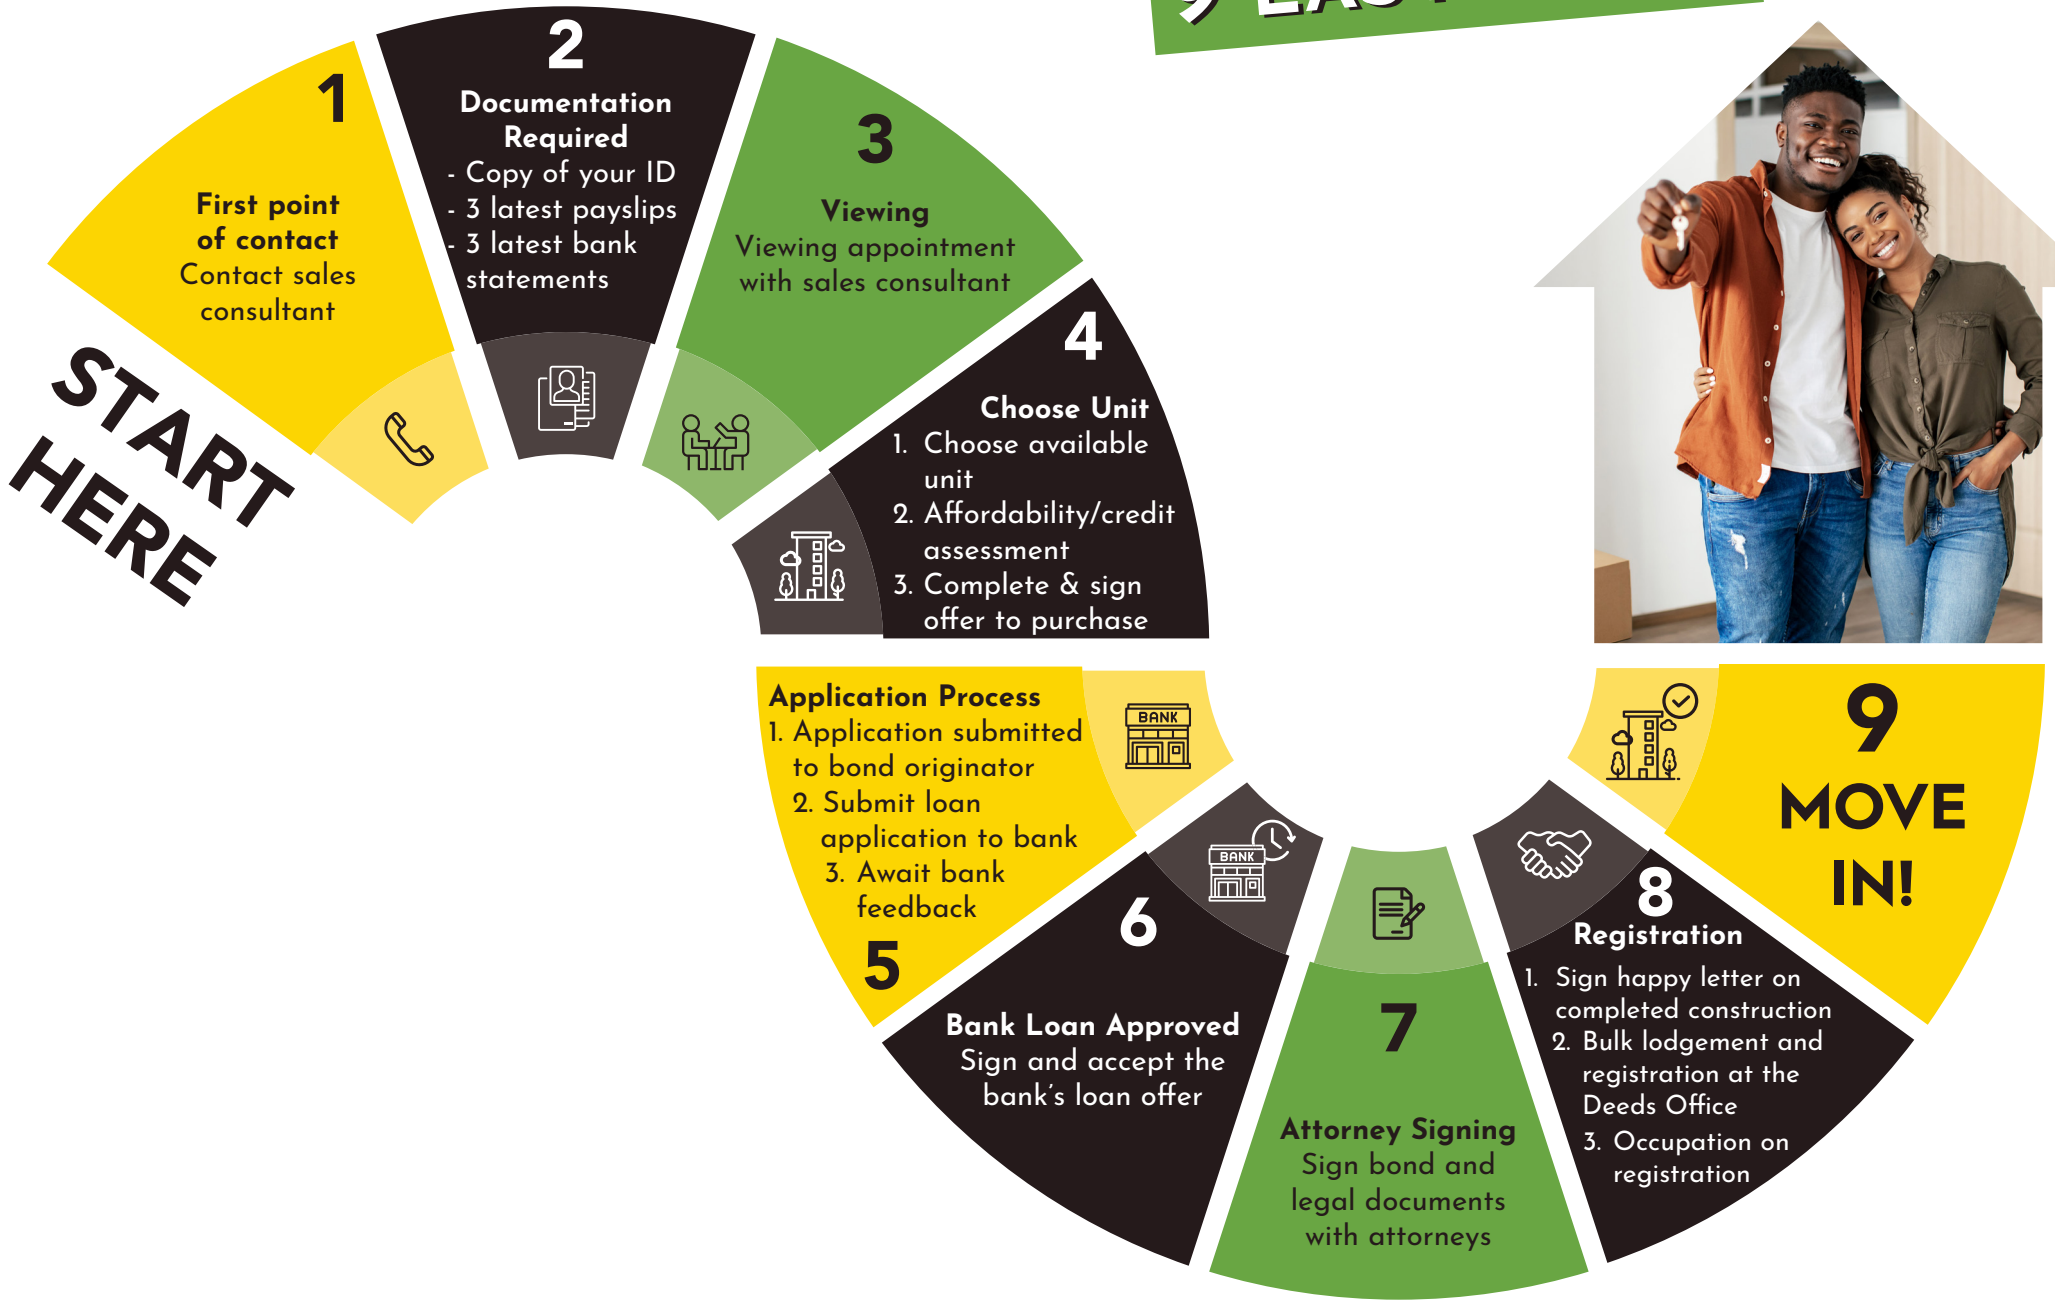 9 EASY
START
HERE
1
First point
of contact
Contact sales
consultant
2
Documentation
Required
- Copy of your ID
- 3 latest payslips
- 3 latest bank
statements
3
Viewing
Viewing appointment
with sales consultant
4
Choose Unit
1. Choose available
unit
2. Affordability/credit
assessment
3. Complete & sign
offer to purchase
Application Process
1. Application submitted
to bond originator
2. Submit loan
application to bank
3. Await bank
feedback
5
BANK
6
Bank Loan Approved
Sign and accept the
bank's loan offer
BANK
7
Attorney Signing
Sign bond and
legal documents
with attorneys
8
Registration
1. Sign happy letter on
completed construction
2. Bulk lodgement and
registration at the
Deeds Office
3. Occupation on
registration
9
MOVE
IN!